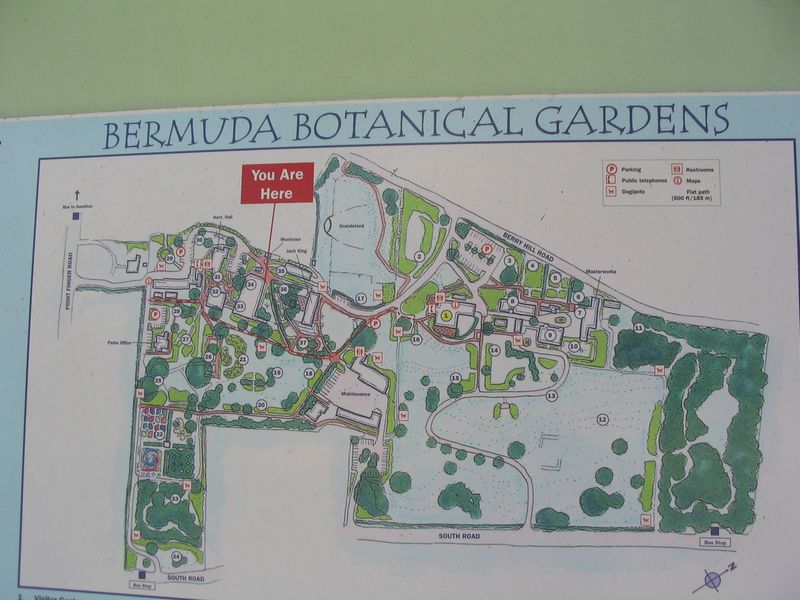 BERMUDA BOTANICAL GARDENS
You Are
Here
Parking
Public telephones
Dogipots
Restrooms
Maps
Flat path
[600 ft/185 m]
Bus to Hamilton
POINT FINGER ROAD
Hort. Hall
Montrose
Jack King
Grandstand
BERRY HILL ROAD
Masterworks
Parks Office
Maintenance
P
P
P
P
1
2
3
4
5
6
7
8
9
10
11
12
13
14
15
16
17
18
19
20
21
22
23
24
25
26
27
28
29
30
31
32
33
34
35
36
37
SOUTH ROAD
Bus Stop
SOUTH ROAD
Bus Stop
N
1 Visitor